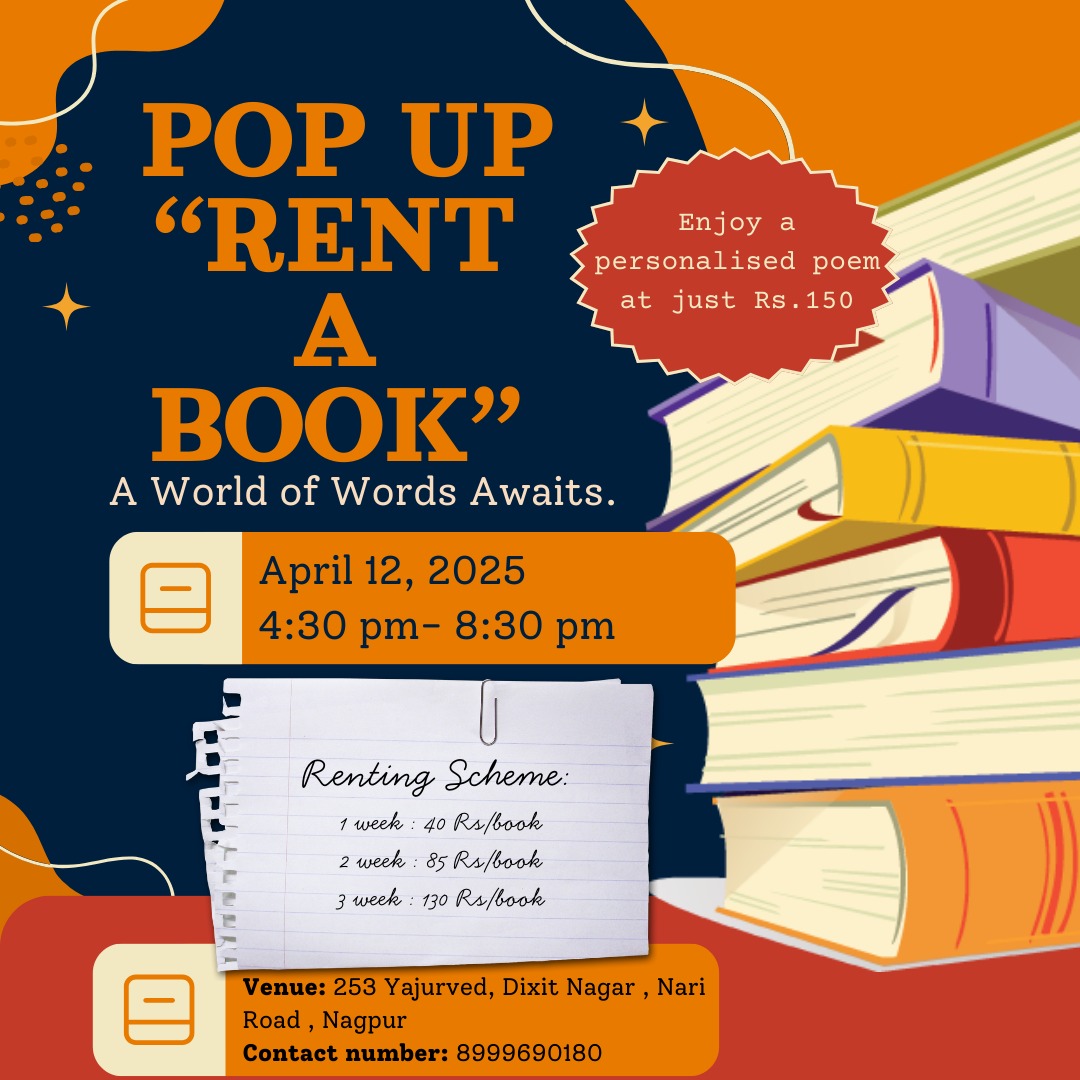 POP UP
“RENT
A
BOOK”
A World of Words Awaits.
Enjoy a
personalised poem
at just Rs.150
April 12, 2025
4:30 pm- 8:30 pm
Renting Scheme:
1 week : 40 Rs/book
2 week : 85 Rs/book
3 week : 130 Rs/book
Venue: 253 Yajurved, Dixit Nagar , Nari
Road , Nagpur
Contact number: 8999690180